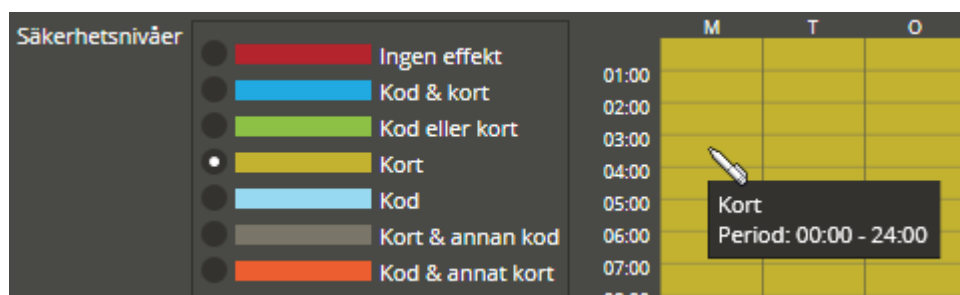 Säkerhetsnivåer
Ingen effekt
Kod & kort
Kod eller kort
Kort
Kod
Kort & annan kod
Kod & annat kort
M T O
01:00
02:00
03:00
04:00
05:00
06:00
07:00
Kort
Period: 00:00 - 24:00